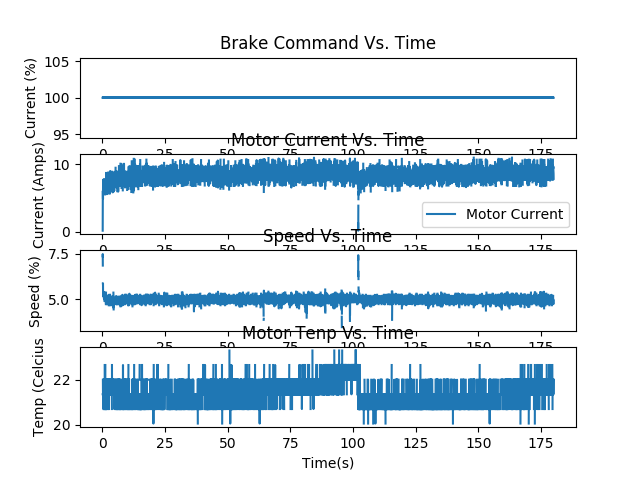 Brake Command Vs. Time
Current (%)
105
100
95
0 25 50 75 100 125 150 175
Motor Current Vs. Time
Current (Amps)
10
0
Motor Current
0 25 50 75 100 125 150 175
Speed Vs. Time
Speed (%)
7.5
5.0
0 25 50 75 100 125 150 175
Motor Tenp Vs. Time
Temp (Celcius
22
20
0 25 50 75 100 125 150 175
Time(s)